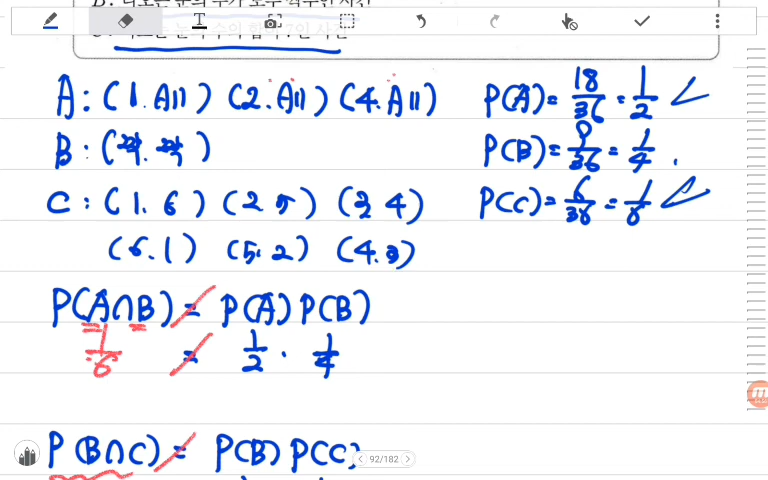 A : (1. All) (2. All) (4. All) P(A) = 18/36 = 1/2
B : (짝. 짝) P(B) = 9/36 = 1/4
C : (1. 6) (2 5) (3 4) P(C) = 6/36 = 1/6
(6. 1) (5. 2) (4. 3)
P(A∩B) ≠ P(A) P(B)
1/6 ≠ 1/2 · 1/4
P(B∩C) ≠ P(B) P(C)
92/182